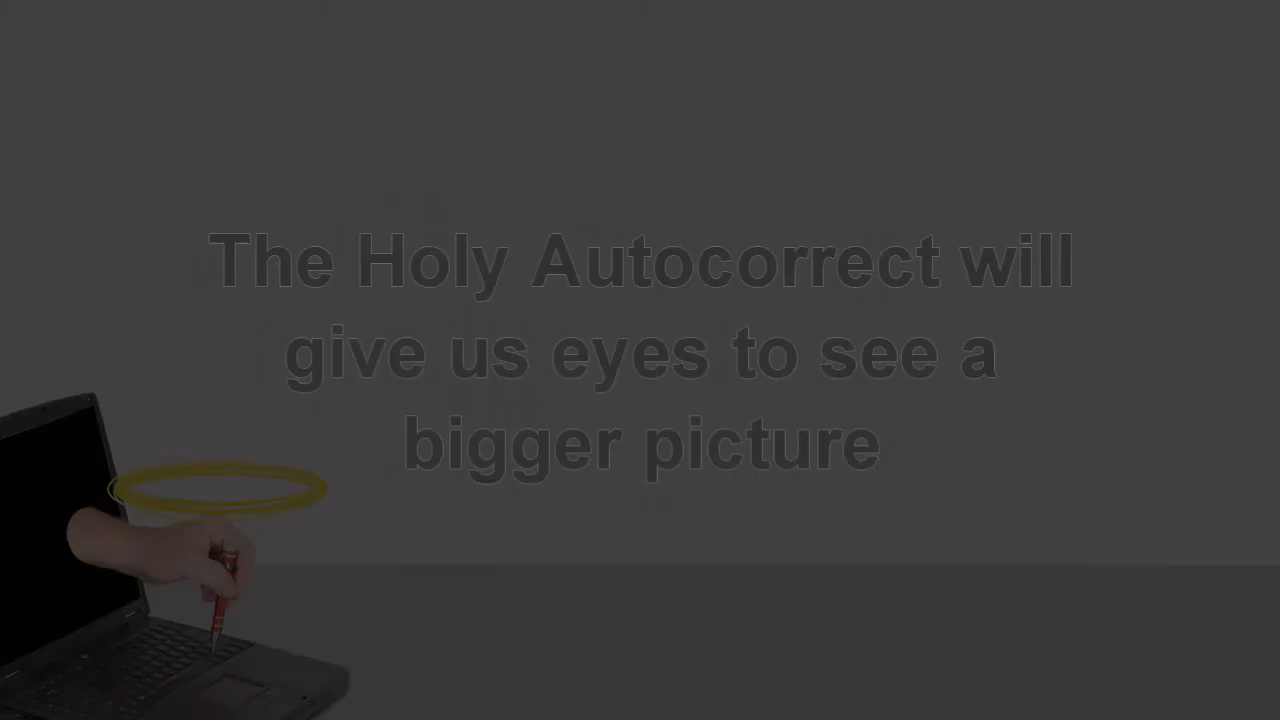 The Holy Autocorrect will
give us eyes to see a
bigger picture